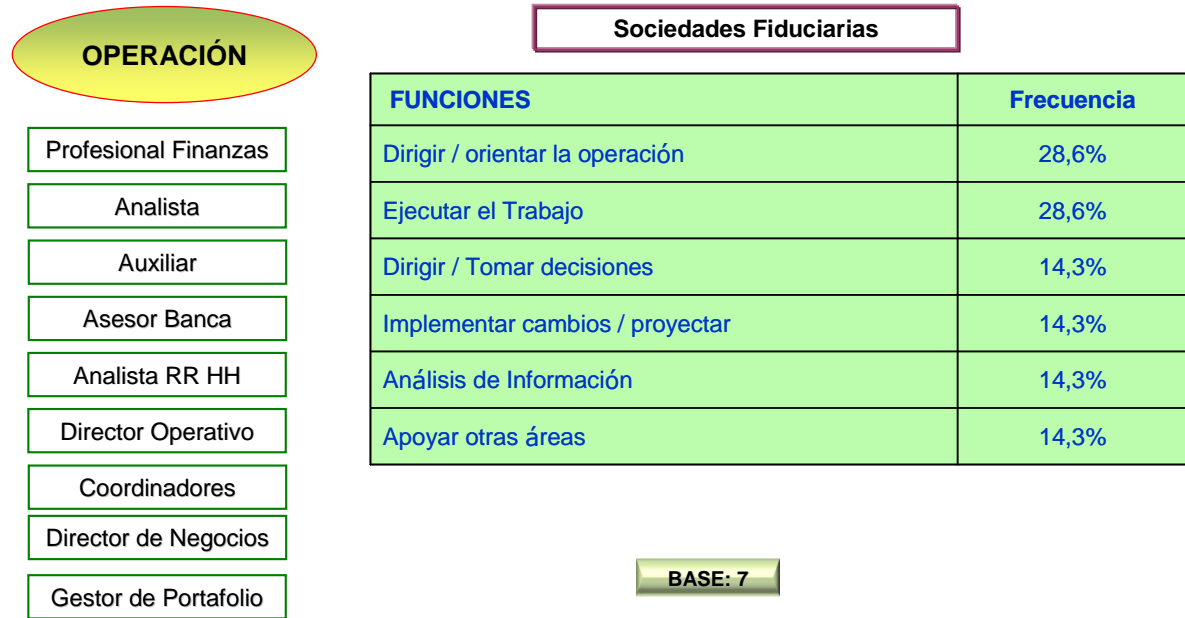 OPERACIÓN
Profesional Finanzas
Analista
Auxiliar
Asesor Banca
Analista RR HH
Director Operativo
Coordinadores
Director de Negocios
Gestor de Portafolio
Sociedades Fiduciarias
FUNCIONES Frecuencia
Dirigir / orientar la operación 28,6%
Ejecutar el Trabajo 28,6%
Dirigir / Tomar decisiones 14,3%
Implementar cambios / proyectar 14,3%
Análisis de Información 14,3%
Apoyar otras áreas 14,3%
BASE: 7